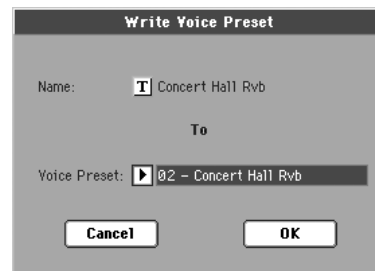 Write Voice Preset
Name: T Concert Hall Rvb
To
Voice Preset: 02 - Concert Hall Rvb
Cancel OK